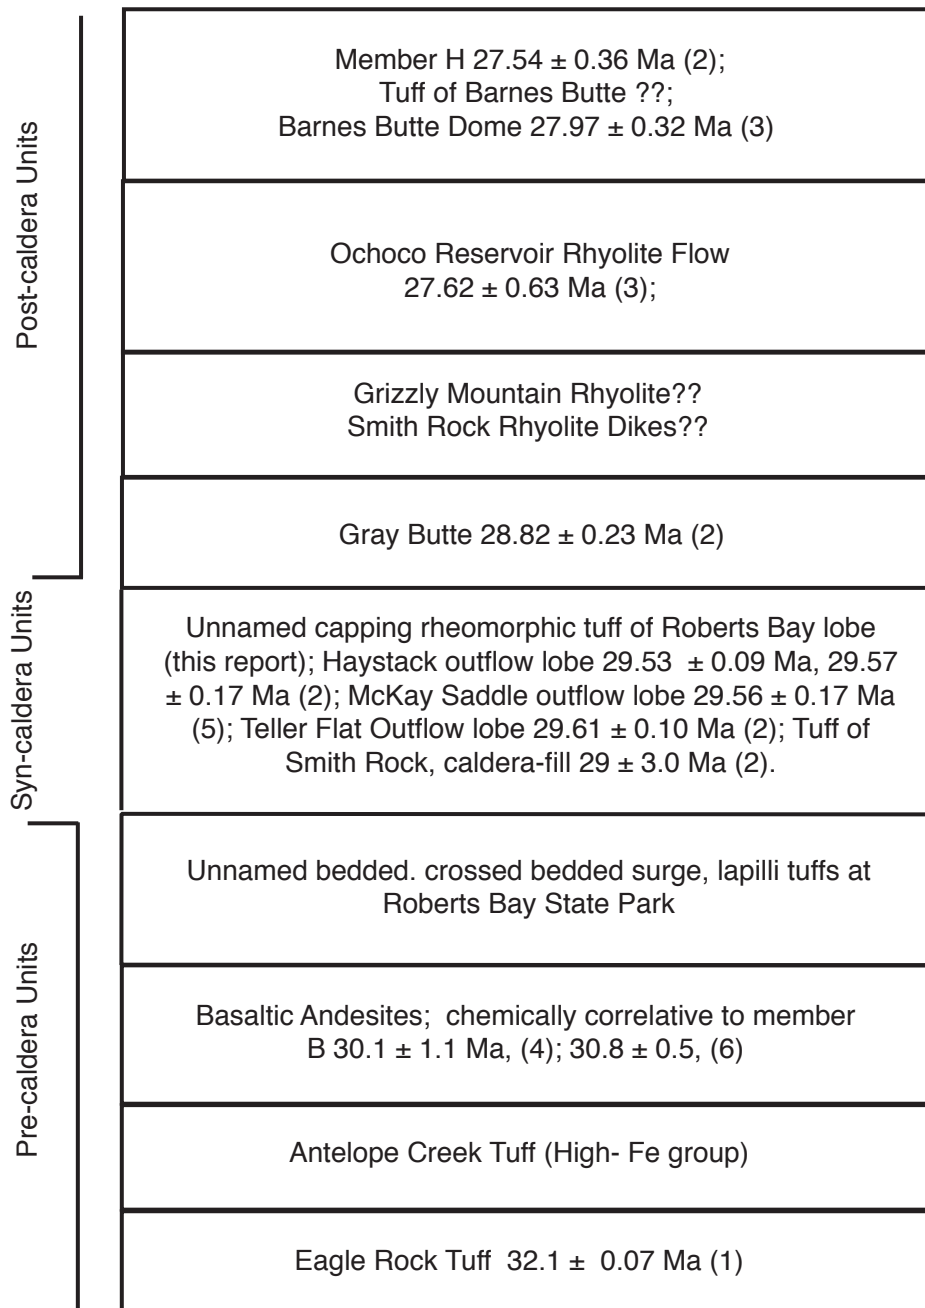 Post-caldera Units
Member H 27.54 ± 0.36 Ma (2);
Tuff of Barnes Butte ??;
Barnes Butte Dome 27.97 ± 0.32 Ma (3)
Ochoco Reservoir Rhyolite Flow
27.62 ± 0.63 Ma (3);
Grizzly Mountain Rhyolite??
Smith Rock Rhyolite Dikes??
Gray Butte 28.82 ± 0.23 Ma (2)
Syn-caldera Units
Unnamed capping rheomorphic tuff of Roberts Bay lobe
(this report); Haystack outflow lobe 29.53 ± 0.09 Ma, 29.57
± 0.17 Ma (2); McKay Saddle outflow lobe 29.56 ± 0.17 Ma
(5); Teller Flat Outflow lobe 29.61 ± 0.10 Ma (2); Tuff of
Smith Rock, caldera-fill 29 ± 3.0 Ma (2).
Pre-caldera Units
Unnamed bedded. crossed bedded surge, lapilli tuffs at
Roberts Bay State Park
Basaltic Andesites; chemically correlative to member
B 30.1 ± 1.1 Ma, (4); 30.8 ± 0.5, (6)
Antelope Creek Tuff (High- Fe group)
Eagle Rock Tuff 32.1 ± 0.07 Ma (1)